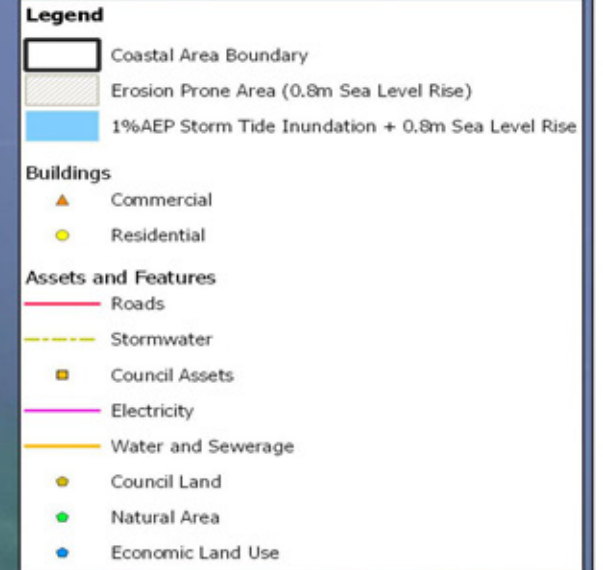 Legend
Coastal Area Boundary
Erosion Prone Area (0.8m Sea Level Rise)
1%AEP Storm Tide Inundation + 0.8m Sea Level Rise
Buildings
Commercial
Residential
Assets and Features
Roads
Stormwater
Council Assets
Electricity
Water and Sewerage
Council Land
Natural Area
Economic Land Use